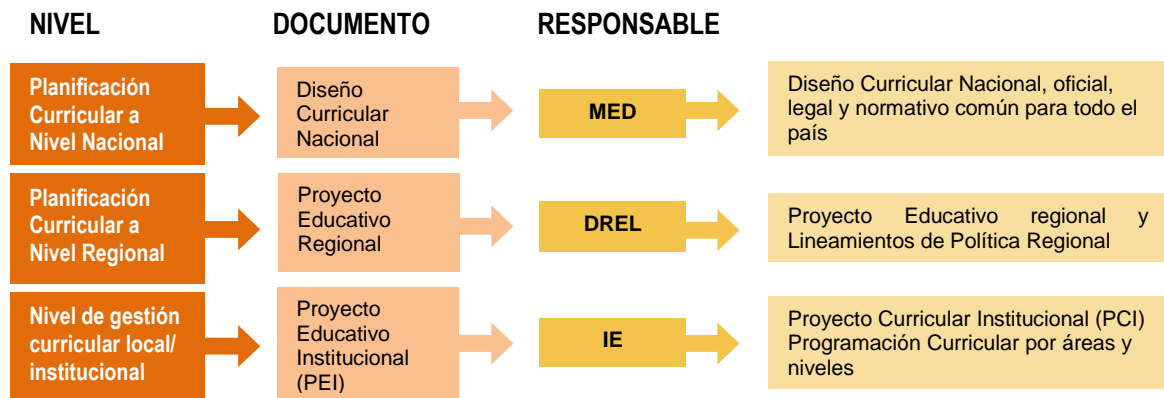 NIVEL DOCUMENTO RESPONSABLE
Planificación
Curricular a
Nivel Nacional
Diseño
Curricular
Nacional
MED
Diseño Curricular Nacional, oficial,
legal y normativo común para todo el
país
Planificación
Curricular a
Nivel Regional
Proyecto
Educativo
Regional
DREL
Proyecto Educativo regional y
Lineamientos de Política Regional
Nivel de gestión
curricular local/
institucional
Proyecto
Educativo
Institucional
(PEI)
IE
Proyecto Curricular Institucional (PCI)
Programación Curricular por áreas y
niveles